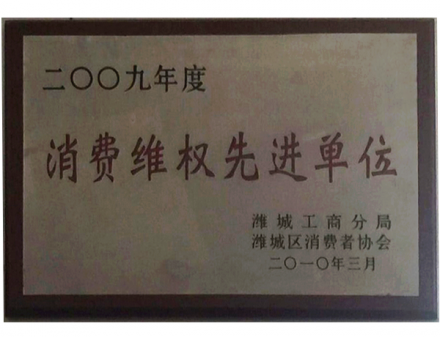 二〇〇九年度
消费维权先进单位
潍城工商分局
潍城区消费者协会
二〇一〇年三月